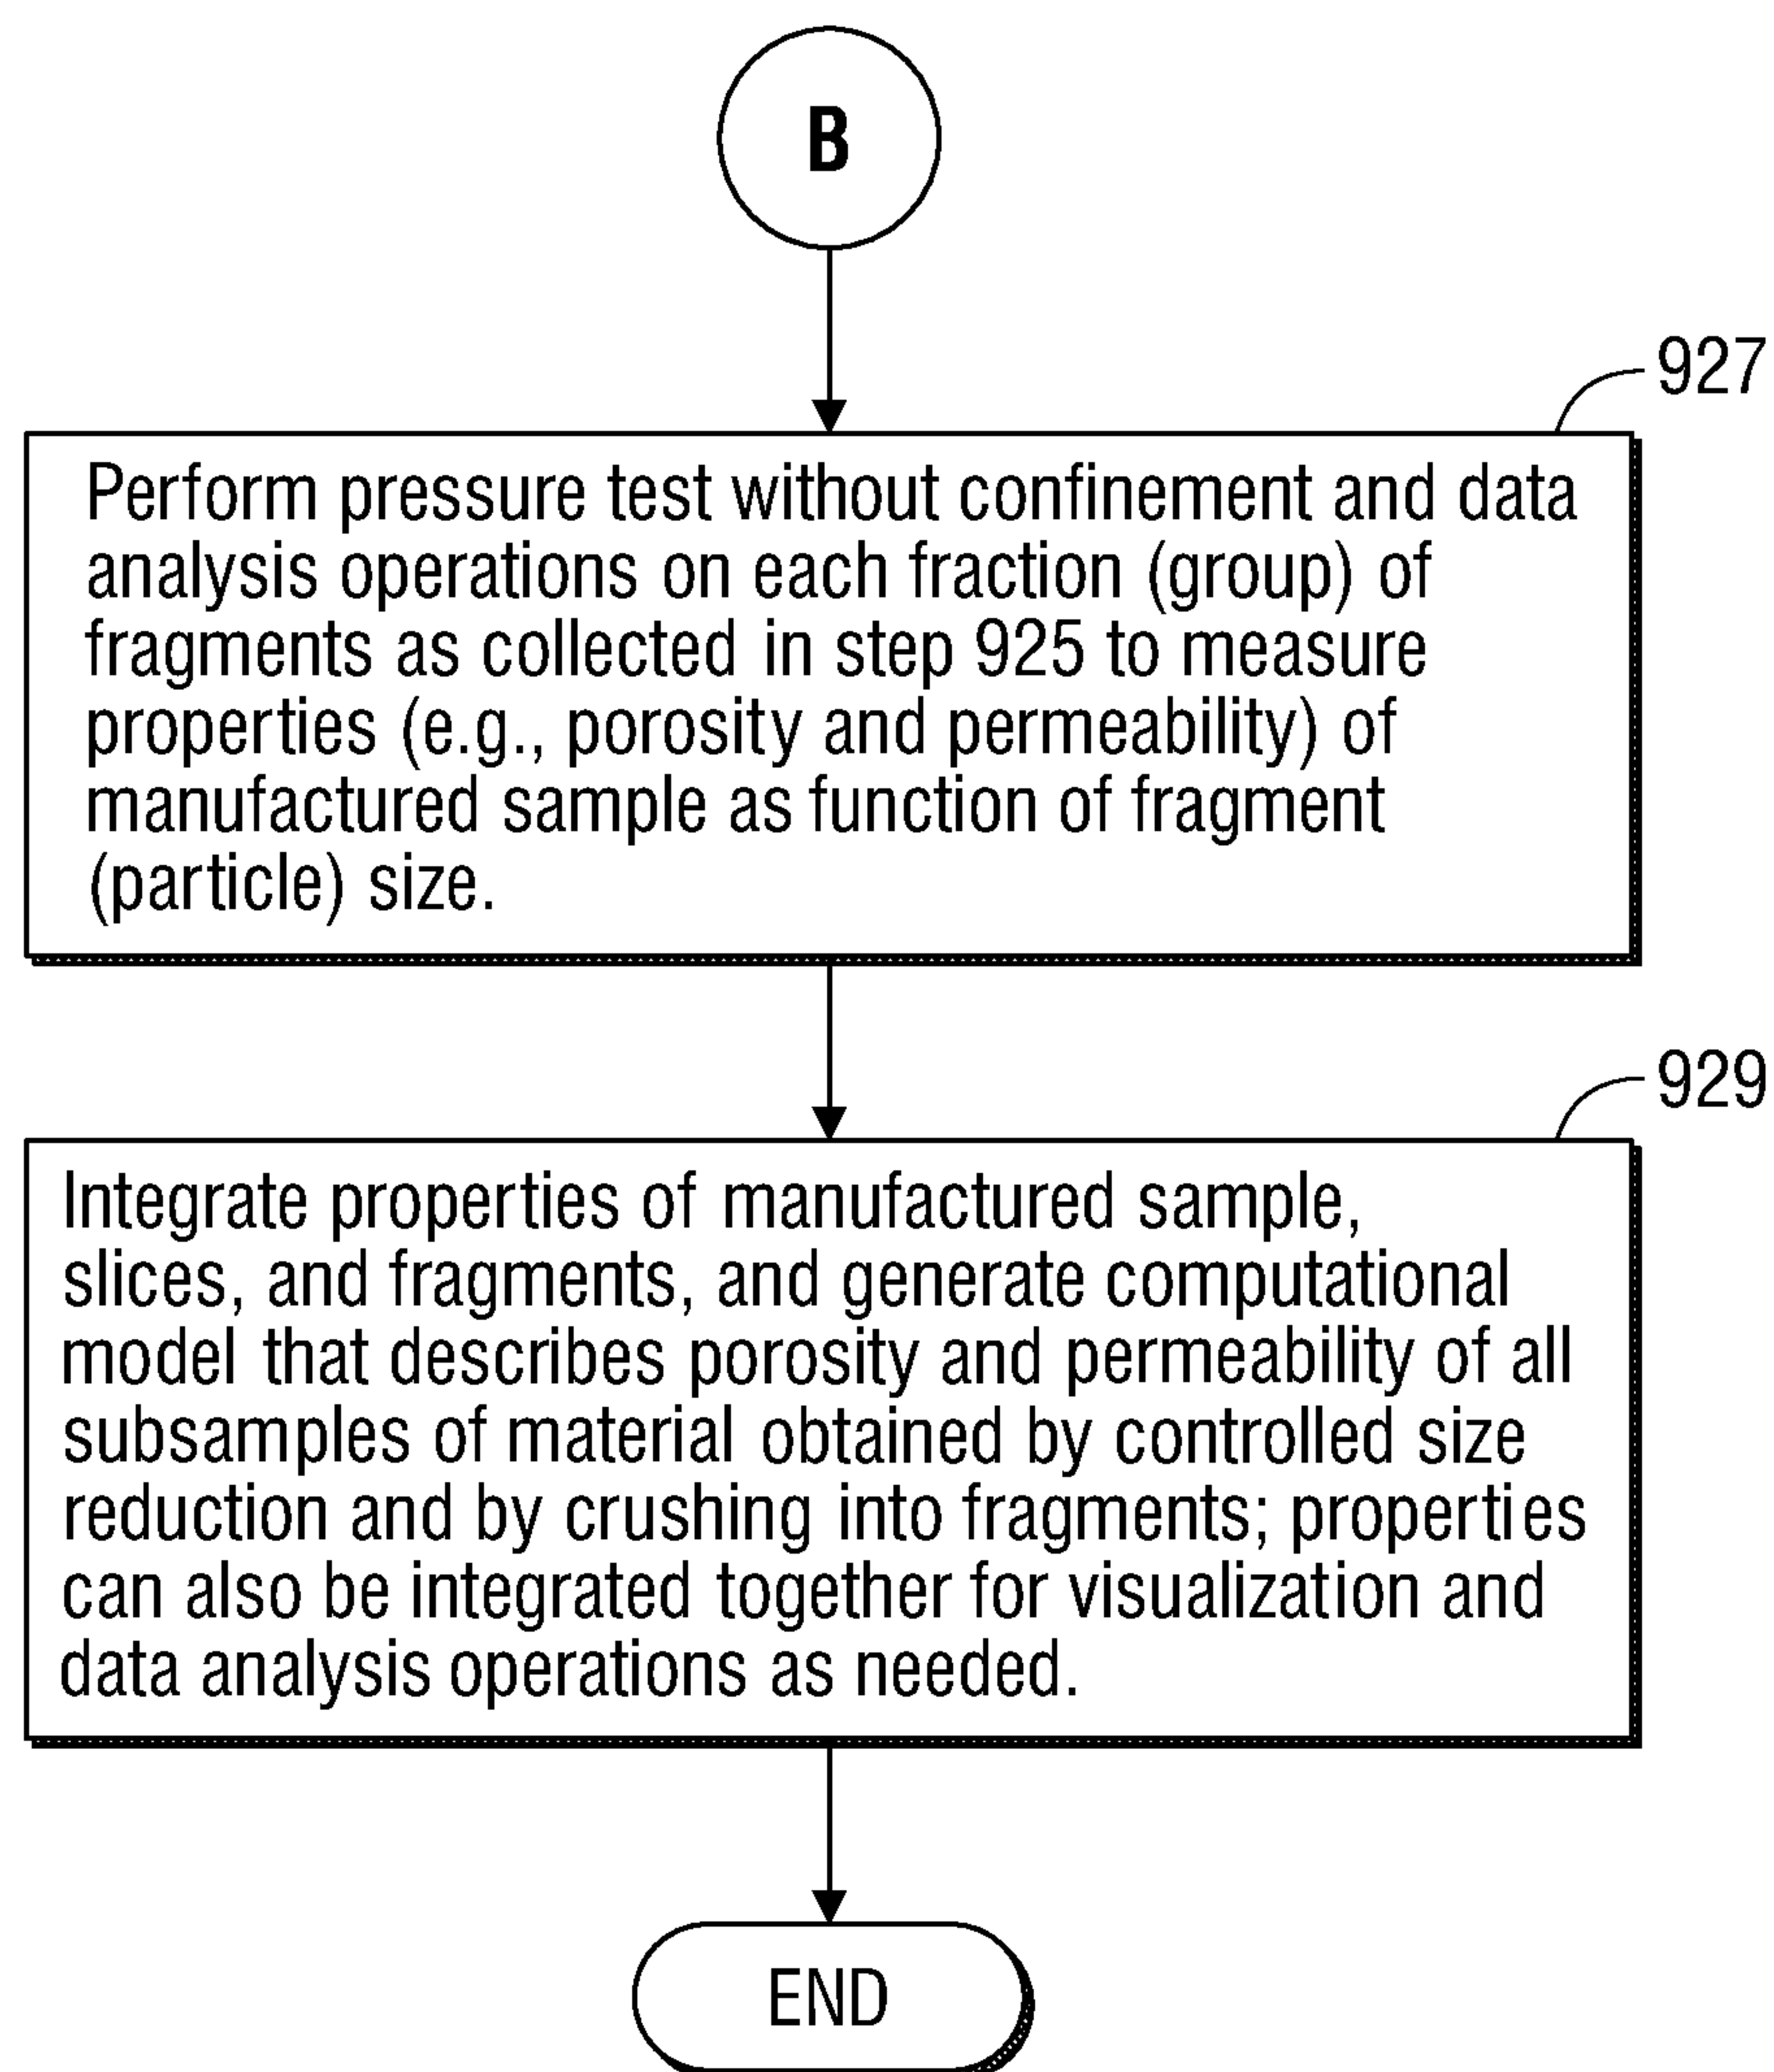 B
927
Perform pressure test without confinement and data
analysis operations on each fraction (group) of
fragments as collected in step 925 to measure
properties (e.g., porosity and permeability) of
manufactured sample as function of fragment
(particle) size.
929
Integrate properties of manufactured sample,
slices, and fragments, and generate computational
model that describes porosity and permeability of all
subsamples of material obtained by controlled size
reduction and by crushing into fragments; properties
can also be integrated together for visualization and
data analysis operations as needed.
END